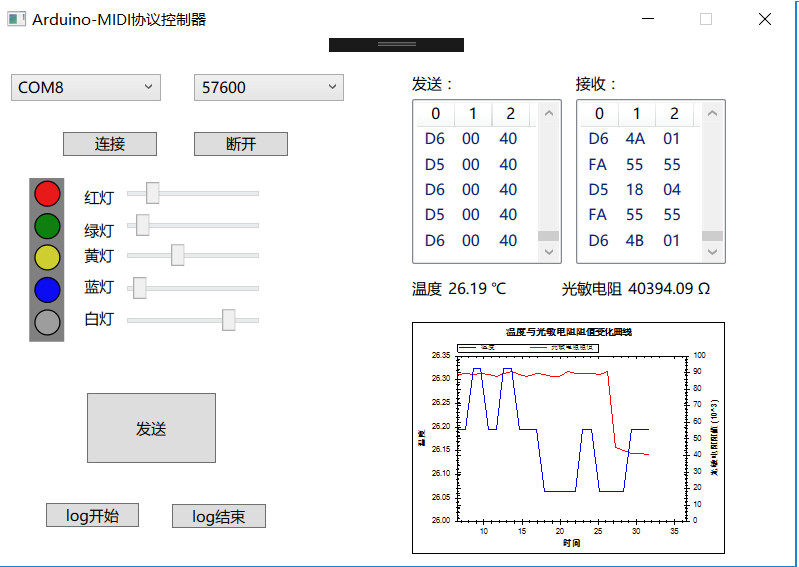 Arduino-MIDI协议控制器
COM8
57600
连接
断开
红灯
绿灯
黄灯
蓝灯
白灯
发送
log开始
log结束
发送：
0 1 2
D6 00 40
D5 00 40
D6 00 40
D5 00 40
D6 00 40
接收：
0 1 2
D6 4A 01
FA 55 55
D5 18 04
FA 55 55
D6 4B 01
温度 26.19 ℃
光敏电阻 40394.09 Ω
温度与光敏电阻阻值变化曲线
温度
光敏电阻阻值
26.35
26.30
26.25
26.20
26.15
26.10
26.05
26.00
温度
100
90
80
70
60
50
40
30
20
10
0
光敏电阻阻值 (10^3)
10 15 20 25 30 35
时间